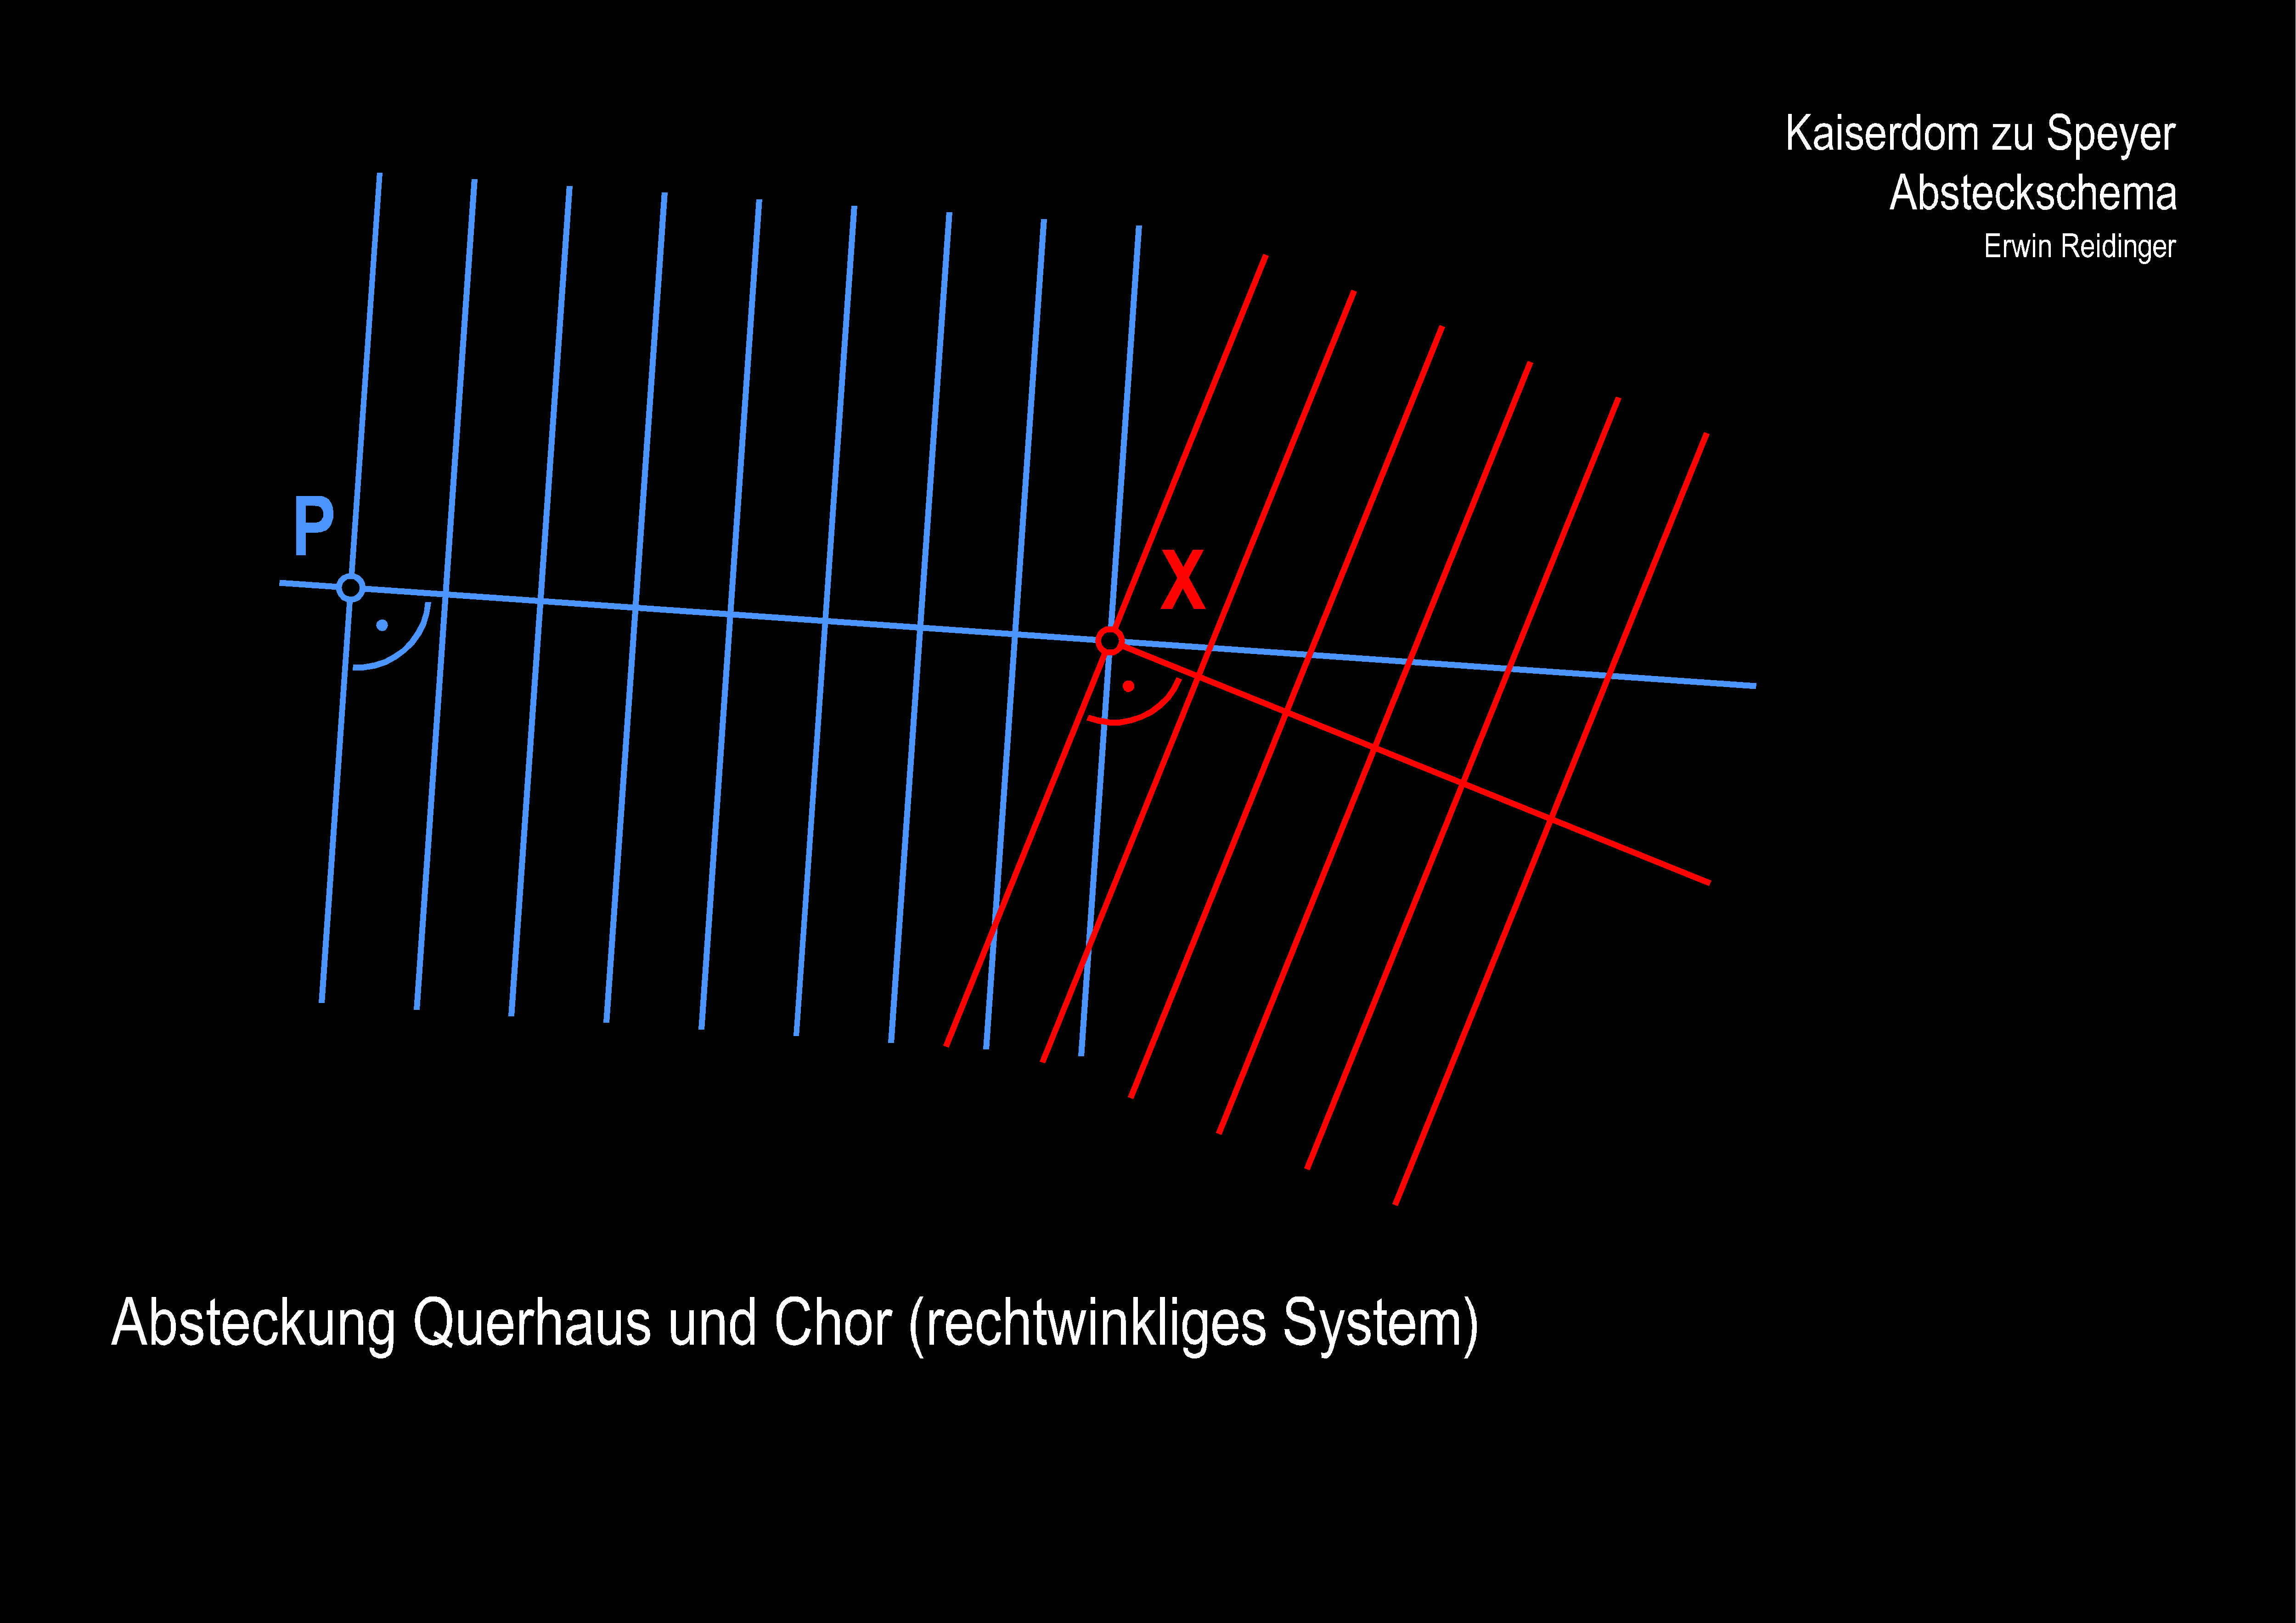 Kaiserdom zu Speyer
Absteckschema
Erwin Reidinger
P
X
Absteckung Querhaus und Chor (rechtwinkliges System)